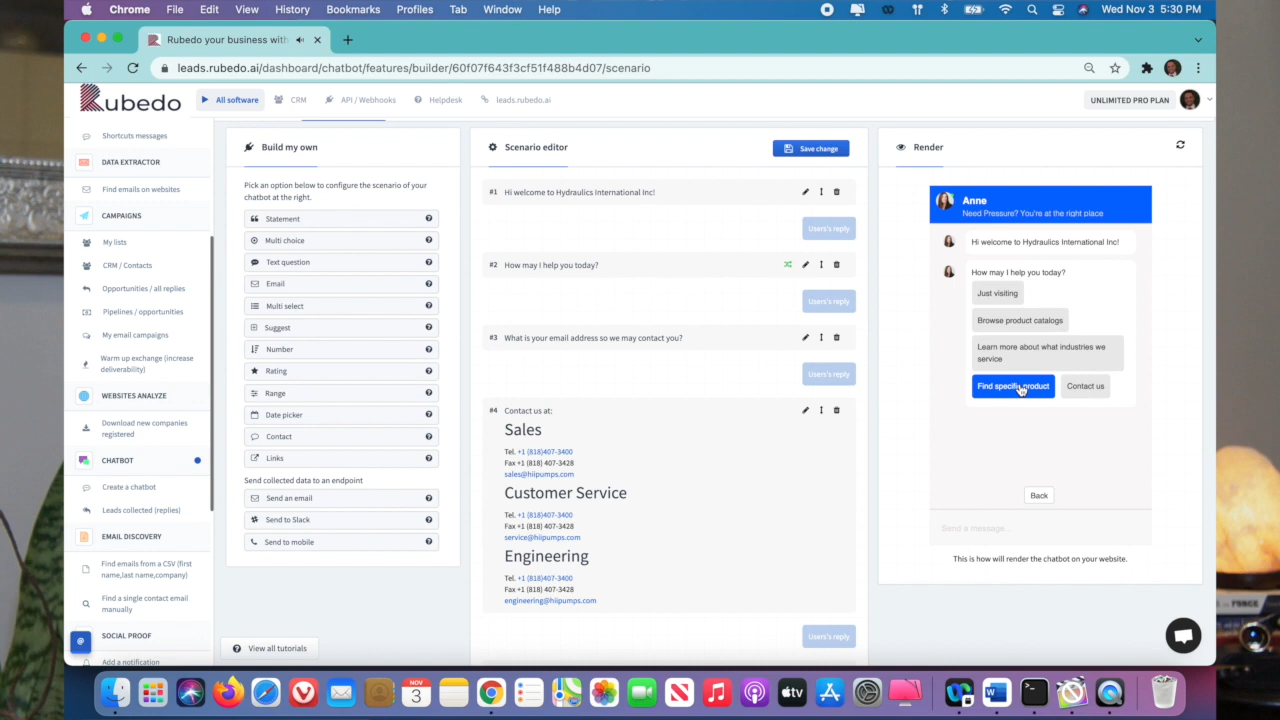 Chrome File Edit View History Bookmarks Profiles Tab Window Help Wed Nov 3 5:30 PM
Rubedo your business with
leads.rubedo.ai/dashboard/chatbot/features/builder/60f07f643f3cf51f488b4d07/scenario
Rubedo All software CRM API / Webhooks Helpdesk leads.rubedo.ai UNLIMITED PRO PLAN
Shortcuts messages
DATA EXTRACTOR
Find emails on websites
CAMPAIGNS
My lists
CRM / Contacts
Opportunities / all replies
Pipelines / opportunities
My email campaigns
Warm up exchange (increase
deliverability)
WEBSITES ANALYZE
Download new companies
registered
CHATBOT
Create a chatbot
Leads collected (replies)
EMAIL DISCOVERY
Find emails from a CSV (first
name,last name,company)
Find a single contact email
manually
SOCIAL PROOF
Add a notification
@
Build my own
Pick an option below to configure the scenario of your
chatbot at the right.
Statement
Multi choice
Text question
Email
Multi select
Suggest
Number
Rating
Range
Date picker
Contact
Links
Send collected data to an endpoint
Send an email
Send to Slack
Send to mobile
View all tutorials
Scenario editor Save change
#1 Hi welcome to Hydraulics International Inc!
Users's reply
#2 How may I help you today?
Users's reply
#3 What is your email address so we may contact you?
Users's reply
#4 Contact us at:
Sales
Tel. +1 (818)407-3400
Fax +1 (818) 407-3428
sales@hiipumps.com
Customer Service
Tel. +1 (818)407-3400
Fax +1 (818) 407-3428
service@hiipumps.com
Engineering
Tel. +1 (818)407-3400
Fax +1 (818) 407-3428
engineering@hiipumps.com
Users's reply
Render
Anne
Need Pressure? You're at the right place
Hi welcome to Hydraulics International Inc!
How may I help you today?
Just visiting
Browse product catalogs
Learn more about what industries we
service
Find specific product Contact us
Back
Send a message...
This is how will render the chatbot on your website.
NOV
3
tv